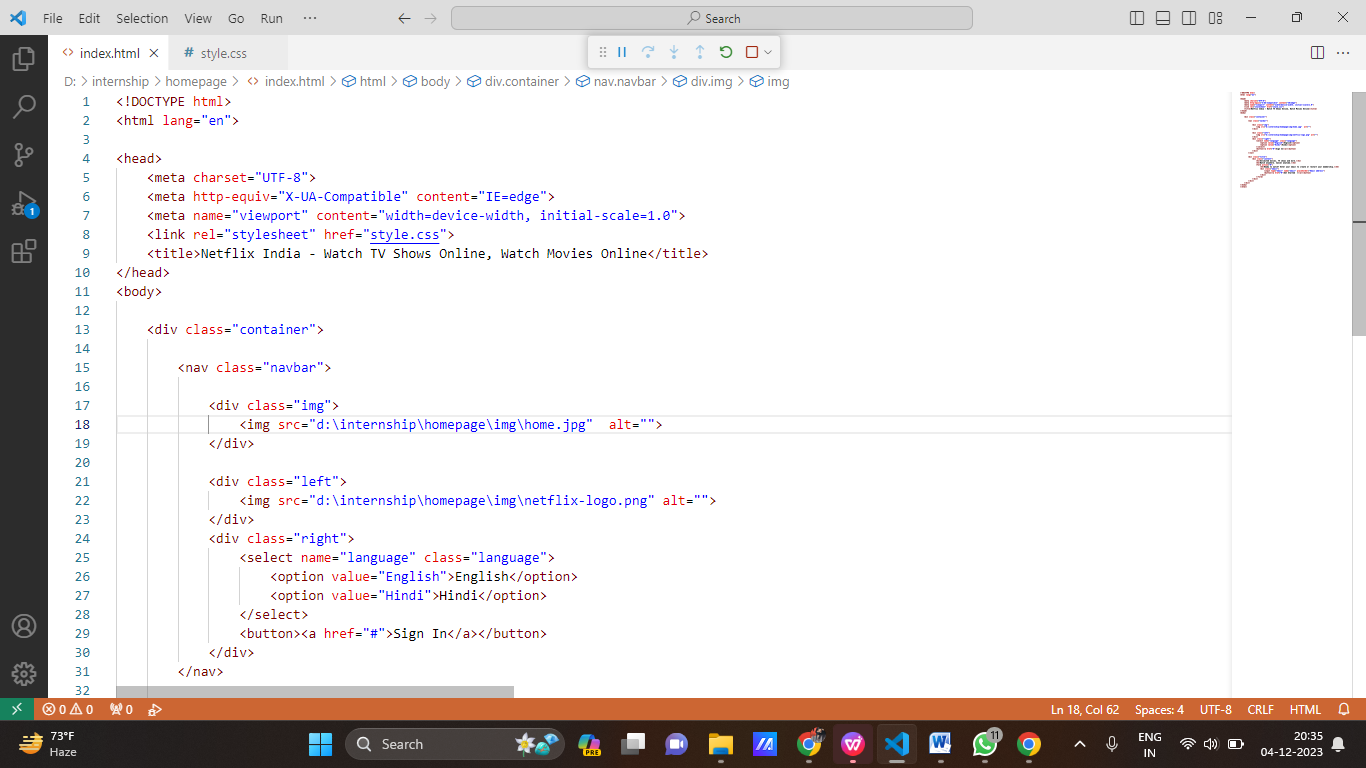 File Edit Selection View Go Run ··· Search
index.html style.css
D: > internship > homepage > index.html > html > body > div.container > nav.navbar > div.img > img
1 <!DOCTYPE html>
2 <html lang="en">
3
4 <head>
5 <meta charset="UTF-8">
6 <meta http-equiv="X-UA-Compatible" content="IE=edge">
7 <meta name="viewport" content="width=device-width, initial-scale=1.0">
8 <link rel="stylesheet" href="style.css">
9 <title>Netflix India - Watch TV Shows Online, Watch Movies Online</title>
10 </head>
11 <body>
12
13 <div class="container">
14
15 <nav class="navbar">
16
17 <div class="img">
18 <img src="d:\internship\homepage\img\home.jpg"  alt="">
19 </div>
20
21 <div class="left">
22 <img src="d:\internship\homepage\img\netflix-logo.png" alt="">
23 </div>
24 <div class="right">
25 <select name="language" class="language">
26 <option value="English">English</option>
27 <option value="Hindi">Hindi</option>
28 </select>
29 <button><a href="#">Sign In</a></button>
30 </div>
31 </nav>
32
1
0 0 0 Ln 18, Col 62 Spaces: 4 UTF-8 CRLF HTML
73°F
Haze
Search
PRE
11
ENG
IN
20:35
04-12-2023